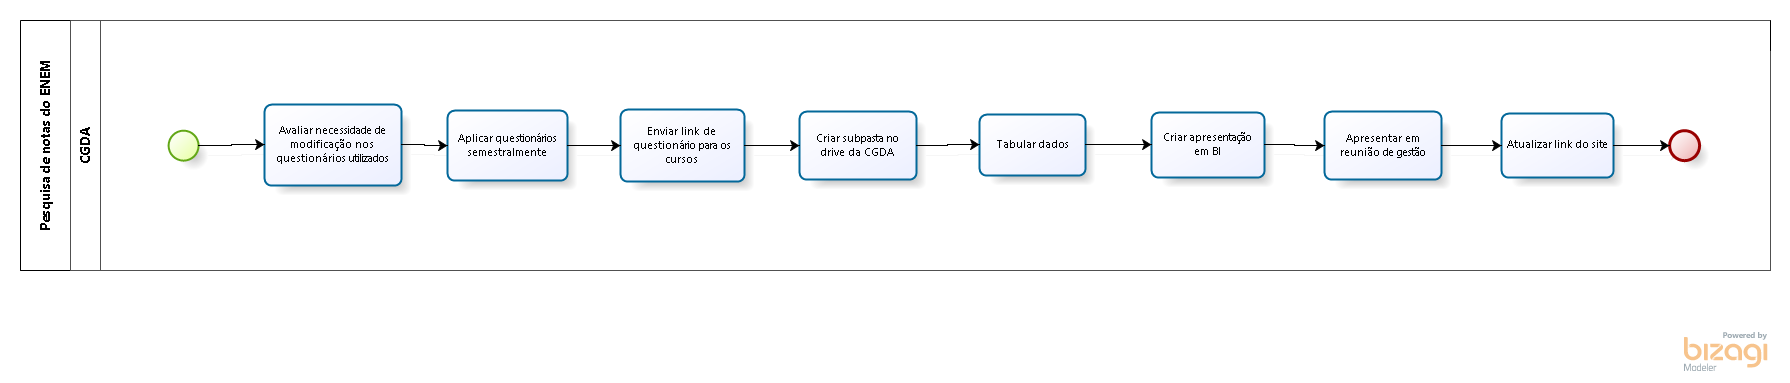 Pesquisa de notas do ENEM
CGDA
Avaliar necessidade de
modificação nos
questionários utilizados
Aplicar questionários
semestralmente
Enviar link de
questionário para os
cursos
Criar subpasta no
drive da CGDA
Tabular dados
Criar apresentação
em BI
Apresentar em
reunião de gestão
Atualizar link do site
Powered by
bizagi
Modeler